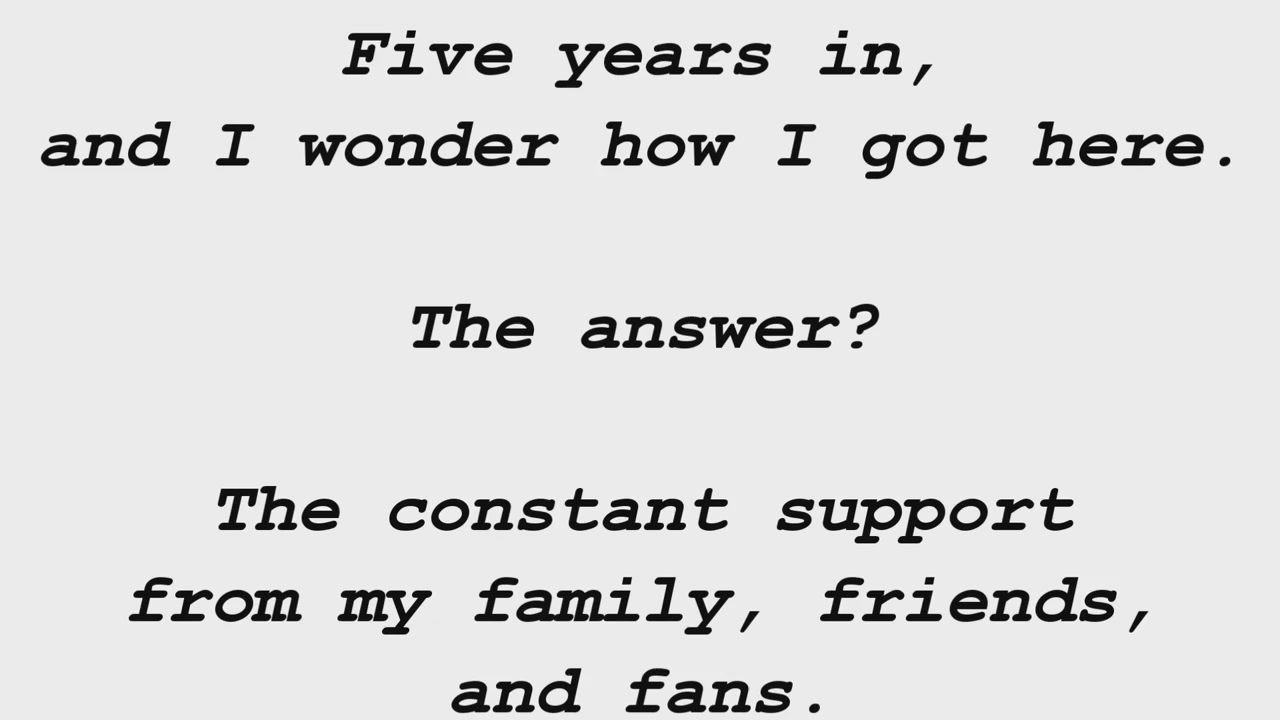 Five years in,
and I wonder how I got here.
The answer?
The constant support
from my family, friends,
and fans.